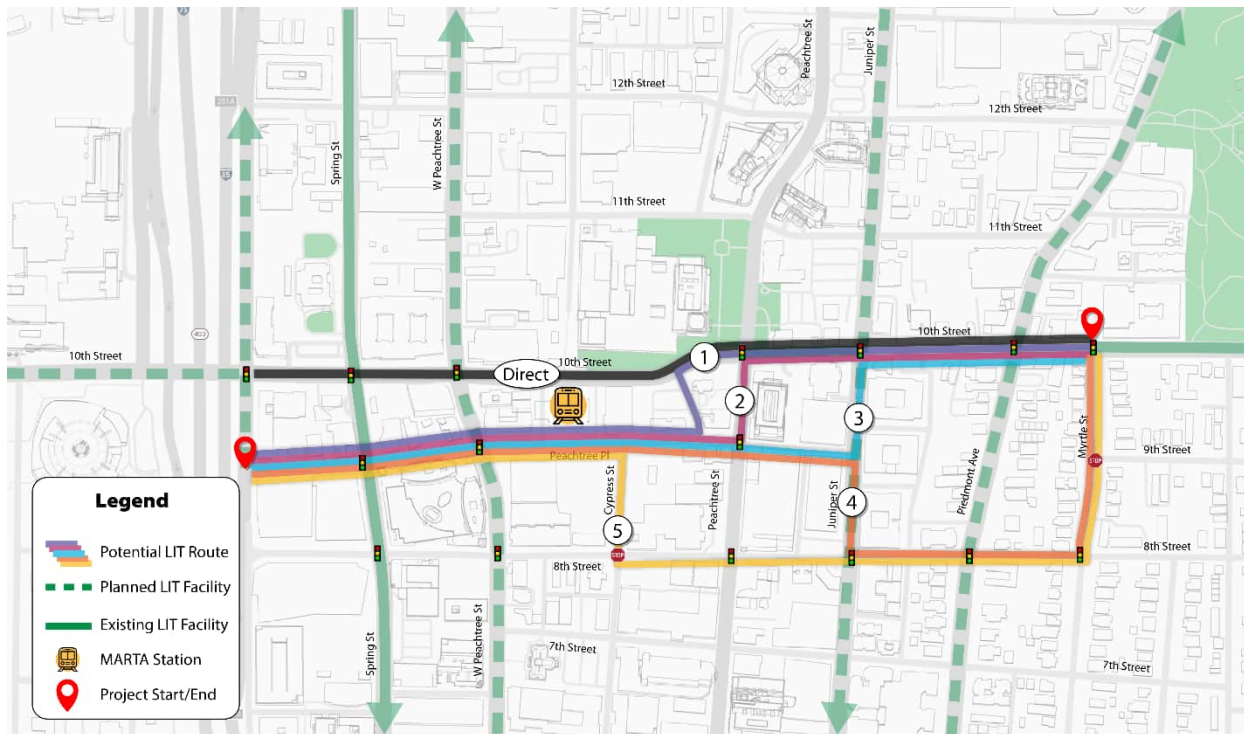 75
Peachtree St
Juniper St
12th Street
12th Street
Spring St
W Peachtree St
85
11th Street
11th Street
10th Street
10th Street
10th Street
Direct
1
2
3
Myrtle St
Peachtree Pl
9th Street
Cypress St
Peachtree St
Juniper St
4
Piedmont Ave
STOP
5
STOP
8th Street
8th Street
7th Street
7th Street
Spring St
W Peachtree St
Legend
Potential LIT Route
Planned LIT Facility
Existing LIT Facility
MARTA Station
Project Start/End